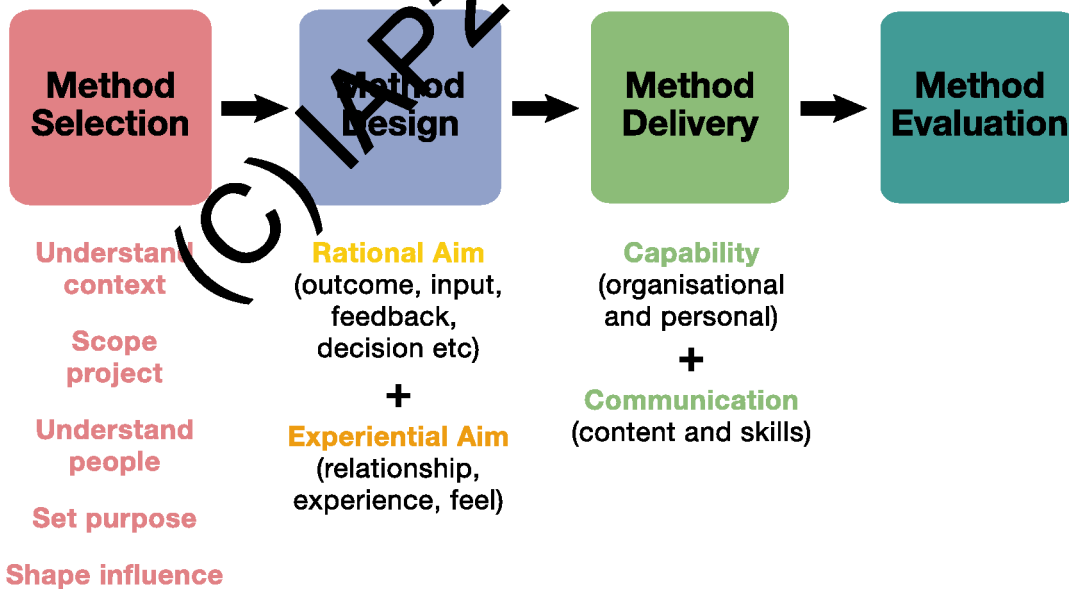 Method
Selection
Method
Design
Method
Delivery
Method
Evaluation
(C) IAP2
Understand
context
Scope
project
Understand
people
Set purpose
Shape influence
Rational Aim
(outcome, input,
feedback,
decision etc)
+
Experiential Aim
(relationship,
experience, feel)
Capability
(organisational
and personal)
+
Communication
(content and skills)